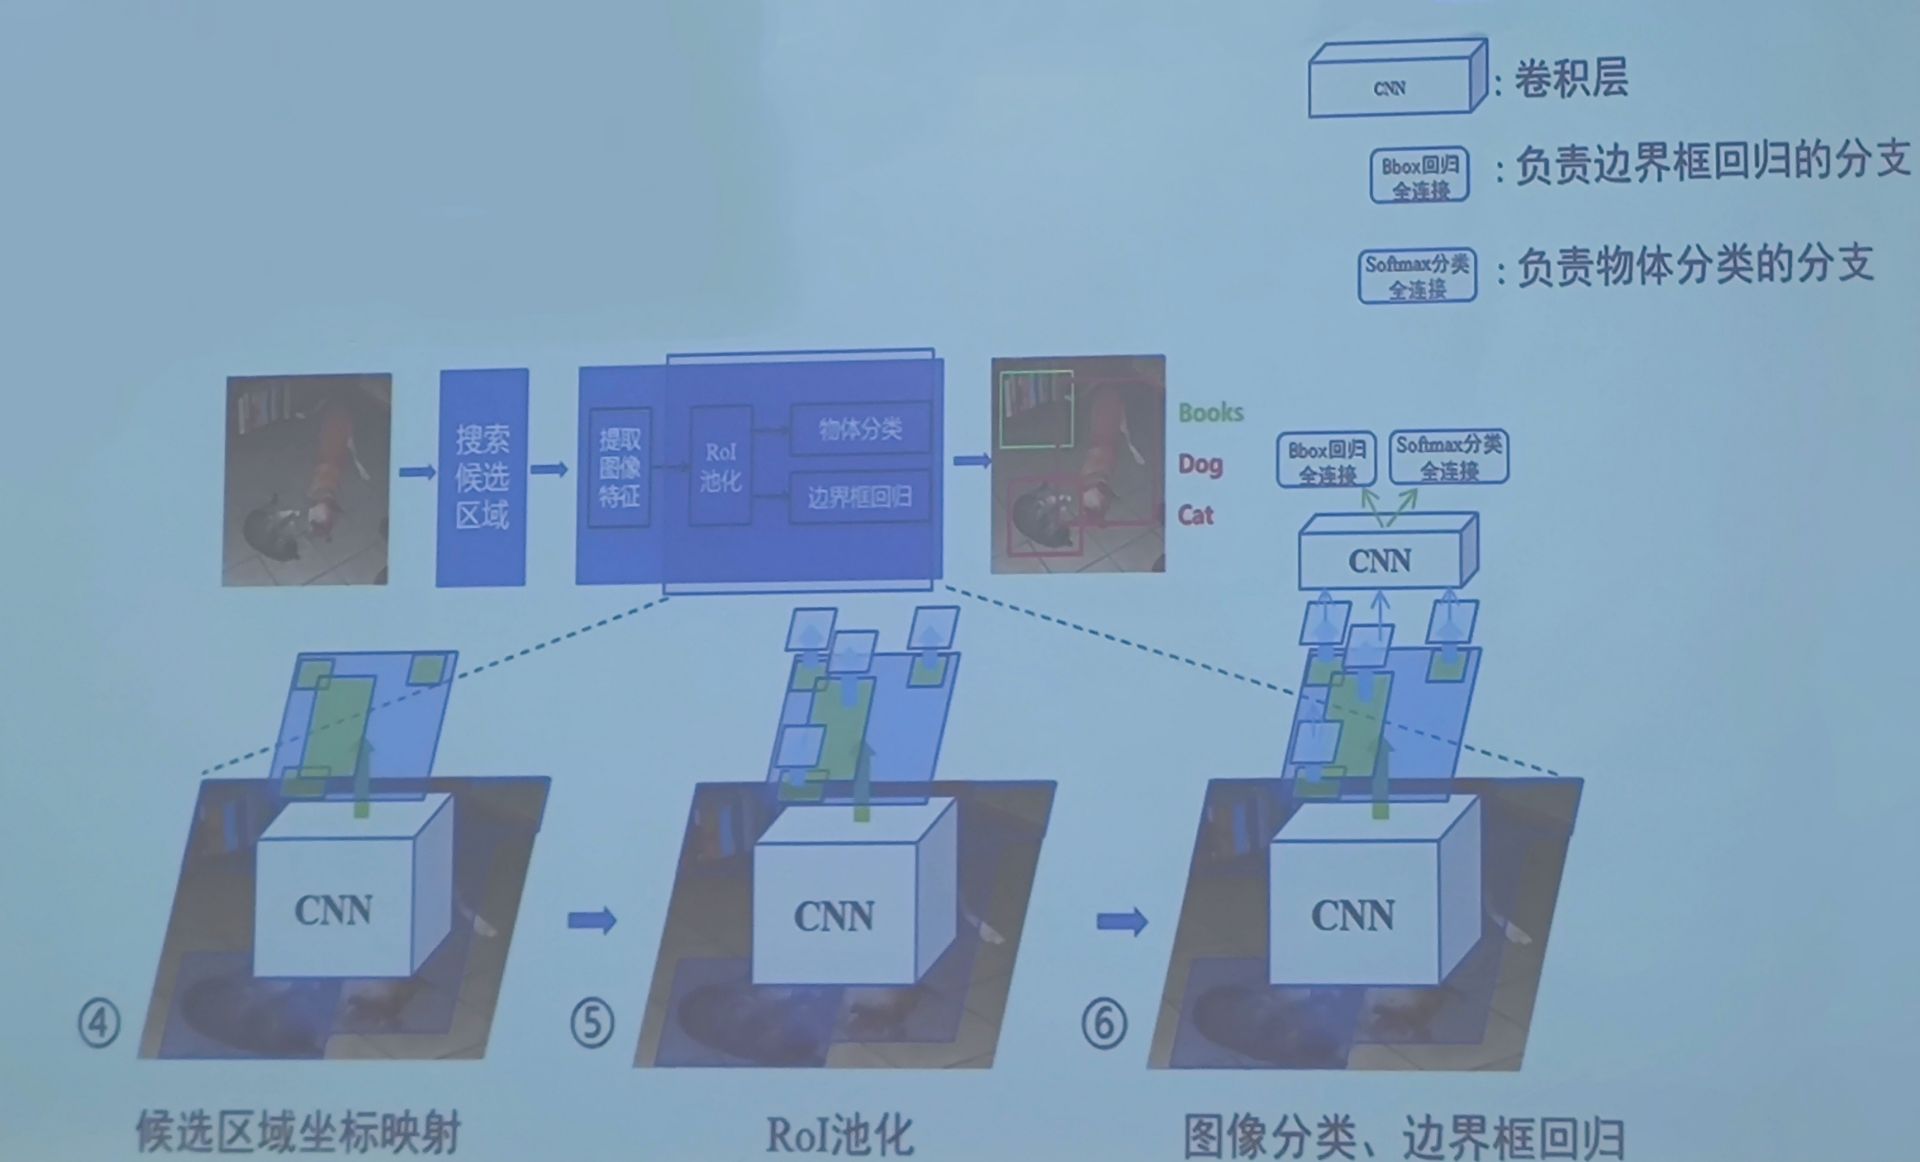 CNN
: 卷积层
Bbox回归
全连接
: 负责边界框回归的分支
Softmax分类
全连接
: 负责物体分类的分支
搜索
候选
区域
提取
图像
特征
RoI
池化
物体分类
边界框回归
Books
Dog
Cat
Bbox回归
全连接
Softmax分类
全连接
CNN
CNN
CNN
CNN
④
⑤
⑥
候选区域坐标映射
RoI池化
图像分类、边界框回归